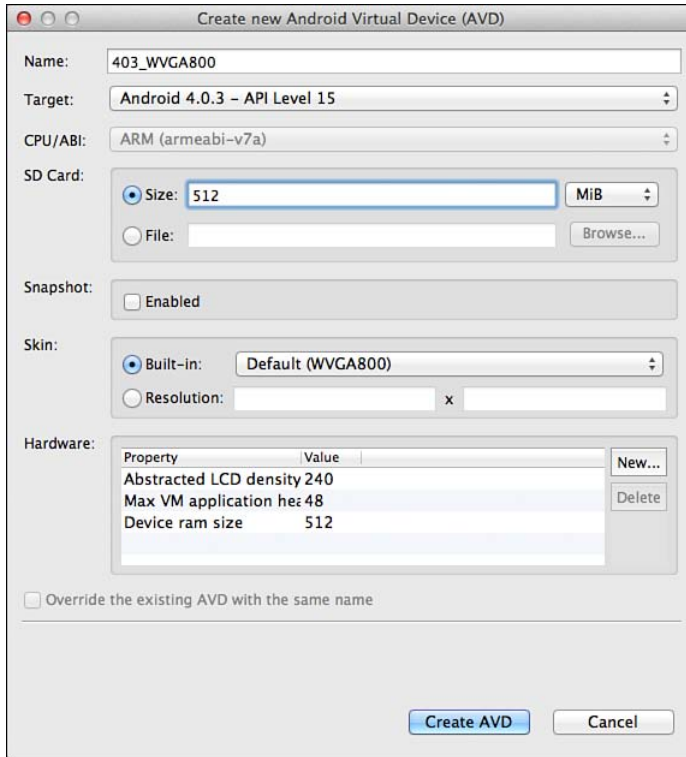 Create new Android Virtual Device (AVD)
Name: 403_WVGA800
Target: Android 4.0.3 – API Level 15
CPU/ABI: ARM (armeabi-v7a)
SD Card:
Size: 512 MiB
File: Browse...
Snapshot:
Enabled
Skin:
Built-in: Default (WVGA800)
Resolution: x
Hardware:
Property Value New...
Abstracted LCD density 240
Max VM application hea 48 Delete
Device ram size 512
Override the existing AVD with the same name
Create AVD Cancel